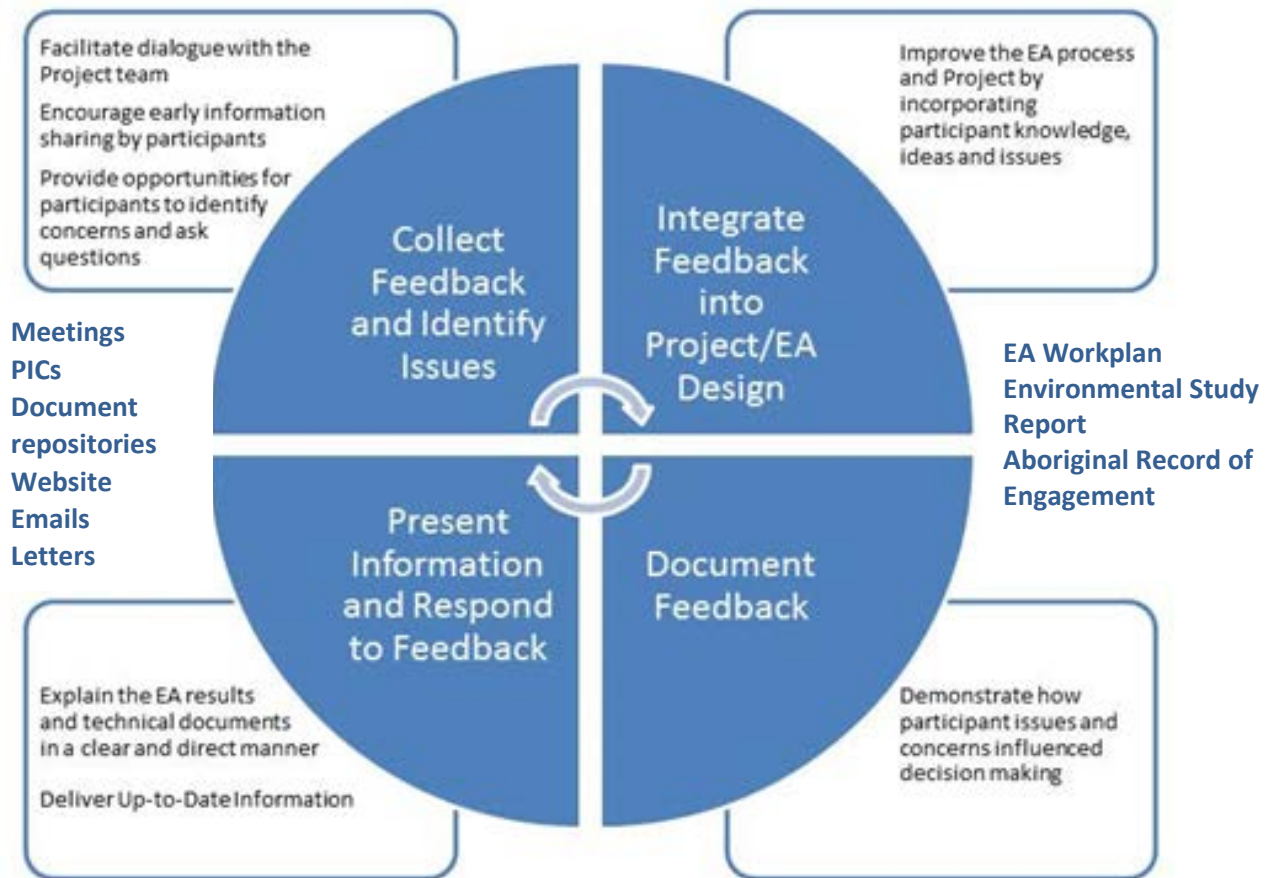 Facilitate dialogue with the
Project team
Encourage early information
sharing by participants
Provide opportunities for
participants to identify
concerns and ask
questions
Improve the EA process
and Project by
incorporating
participant knowledge,
ideas and issues
Collect
Feedback
and Identify
Issues
Integrate
Feedback
into
Project/EA
Design
Meetings
PICs
Document
repositories
Website
Emails
Letters
EA Workplan
Environmental Study
Report
Aboriginal Record of
Engagement
Present
Information
and Respond
to Feedback
Document
Feedback
Explain the EA results
and technical documents
in a clear and direct manner
Deliver Up-to-Date Information
Demonstrate how
participant issues and
concerns influenced
decision making